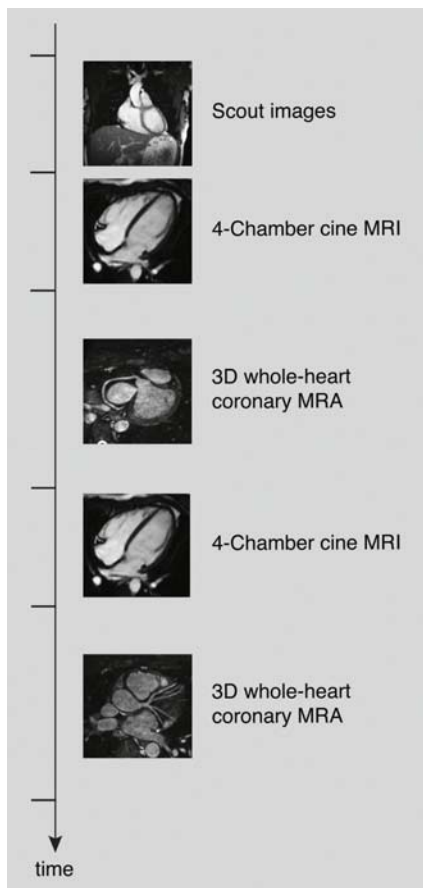 Scout images
4-Chamber cine MRI
3D whole-heart
coronary MRA
4-Chamber cine MRI
3D whole-heart
coronary MRA
time